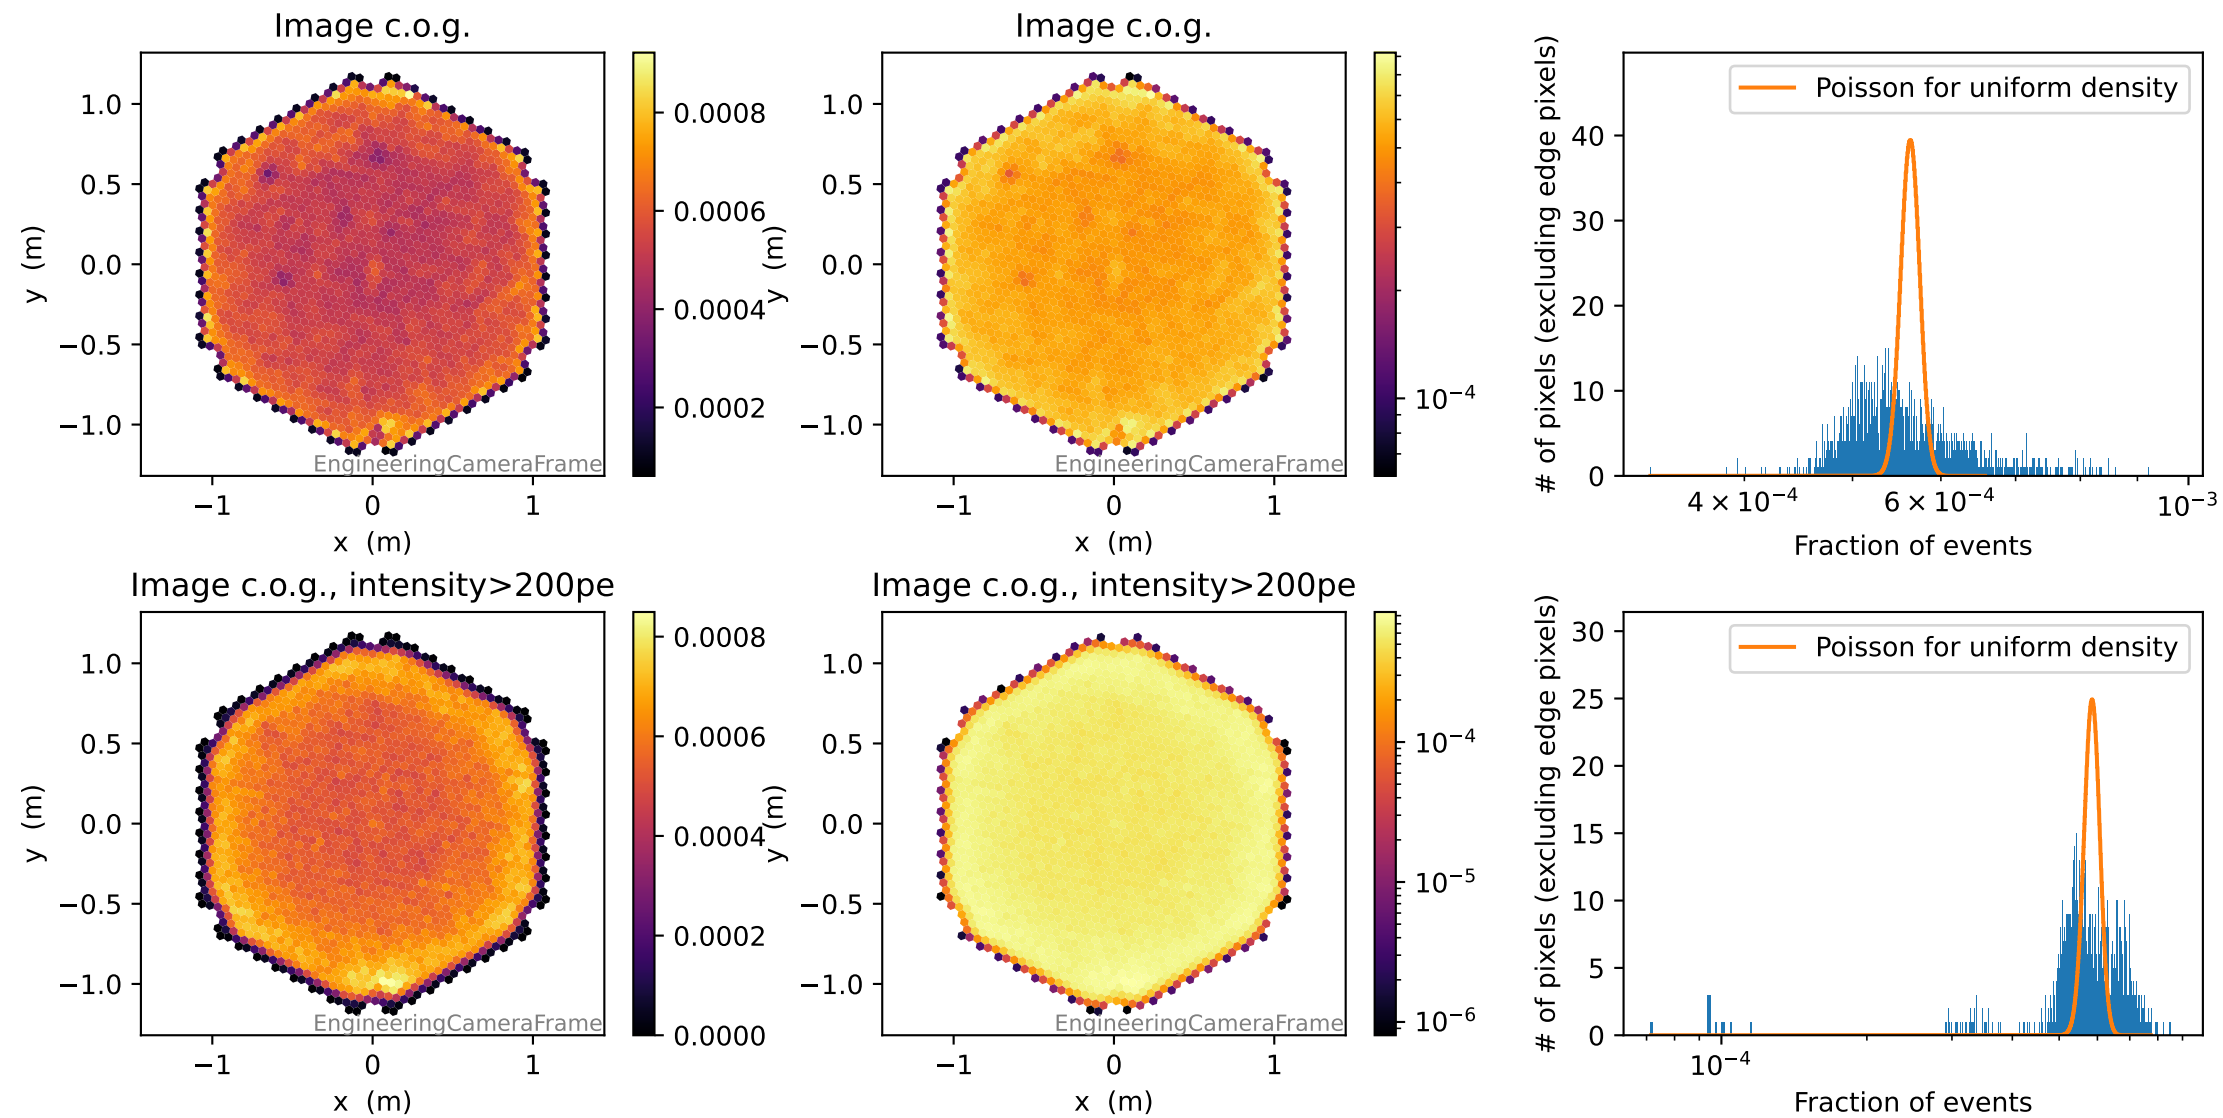 Image c.o.g.
1.0
0.5
0.0
−0.5
−1.0
y (m)
−1
0
1
x (m)
EngineeringCameraFrame
0.0008
0.0006
0.0004
0.0002
Image c.o.g.
1.0
0.5
0.0
−0.5
−1.0
y (m)
−1
0
1
x (m)
EngineeringCameraFrame
10⁻⁴
Poisson for uniform density
# of pixels (excluding edge pixels)
40
30
20
10
0
4 × 10⁻⁴
6 × 10⁻⁴
10⁻³
Fraction of events
Image c.o.g., intensity>200pe
1.0
0.5
0.0
−0.5
−1.0
y (m)
−1
0
1
x (m)
EngineeringCameraFrame
0.0008
0.0006
0.0004
0.0002
0.0000
Image c.o.g., intensity>200pe
1.0
0.5
0.0
−0.5
−1.0
y (m)
−1
0
1
x (m)
EngineeringCameraFrame
10⁻⁴
10⁻⁵
10⁻⁶
Poisson for uniform density
# of pixels (excluding edge pixels)
30
25
20
15
10
5
0
10⁻⁴
Fraction of events